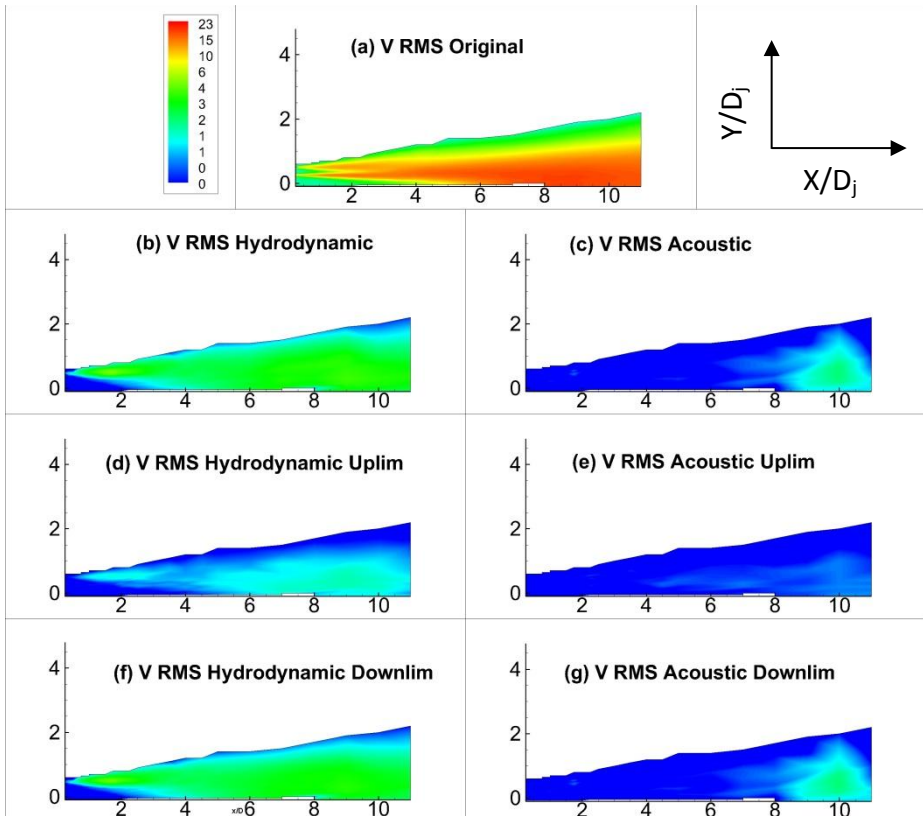 23
15
10
6
4
3
2
1
1
0
0
(a) V RMS Original
4
2
0
2 4 6 8 10
Y/Dj
X/Dj
(b) V RMS Hydrodynamic
4
2
0
2 4 6 8 10
(c) V RMS Acoustic
4
2
0
2 4 6 8 10
(d) V RMS Hydrodynamic Uplim
4
2
0
2 4 6 8 10
(e) V RMS Acoustic Uplim
4
2
0
2 4 6 8 10
(f) V RMS Hydrodynamic Downlim
4
2
0
2 4 x/D 6 8 10
(g) V RMS Acoustic Downlim
4
2
0
2 4 6 8 10